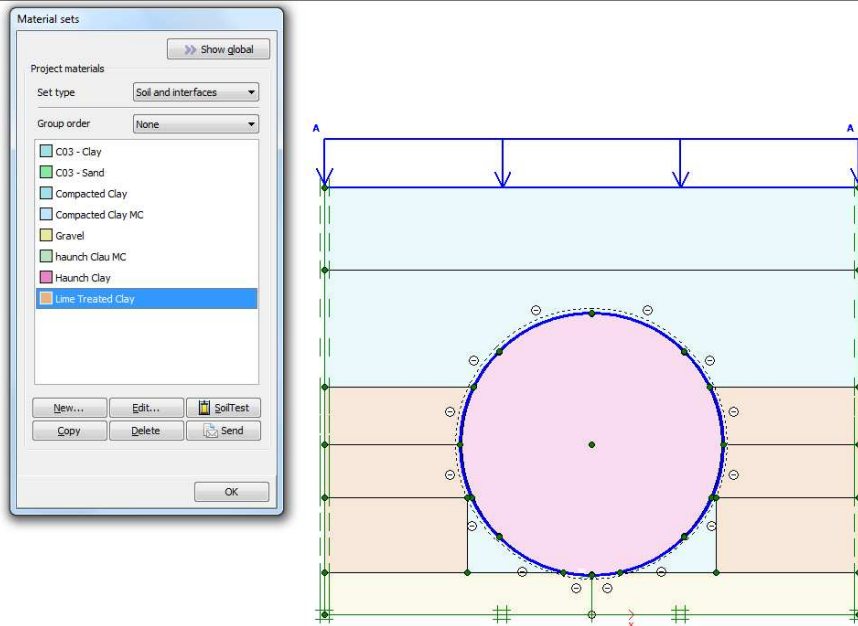 Material sets
Show global
Project materials
Set type
Soil and interfaces
Group order
None
C03 - Clay
C03 - Sand
Compacted Clay
Compacted Clay MC
Gravel
haunch Clau MC
Haunch Clay
Lime Treated Clay
New...
Edit...
SoilTest
Copy
Delete
Send
OK
A
A
x